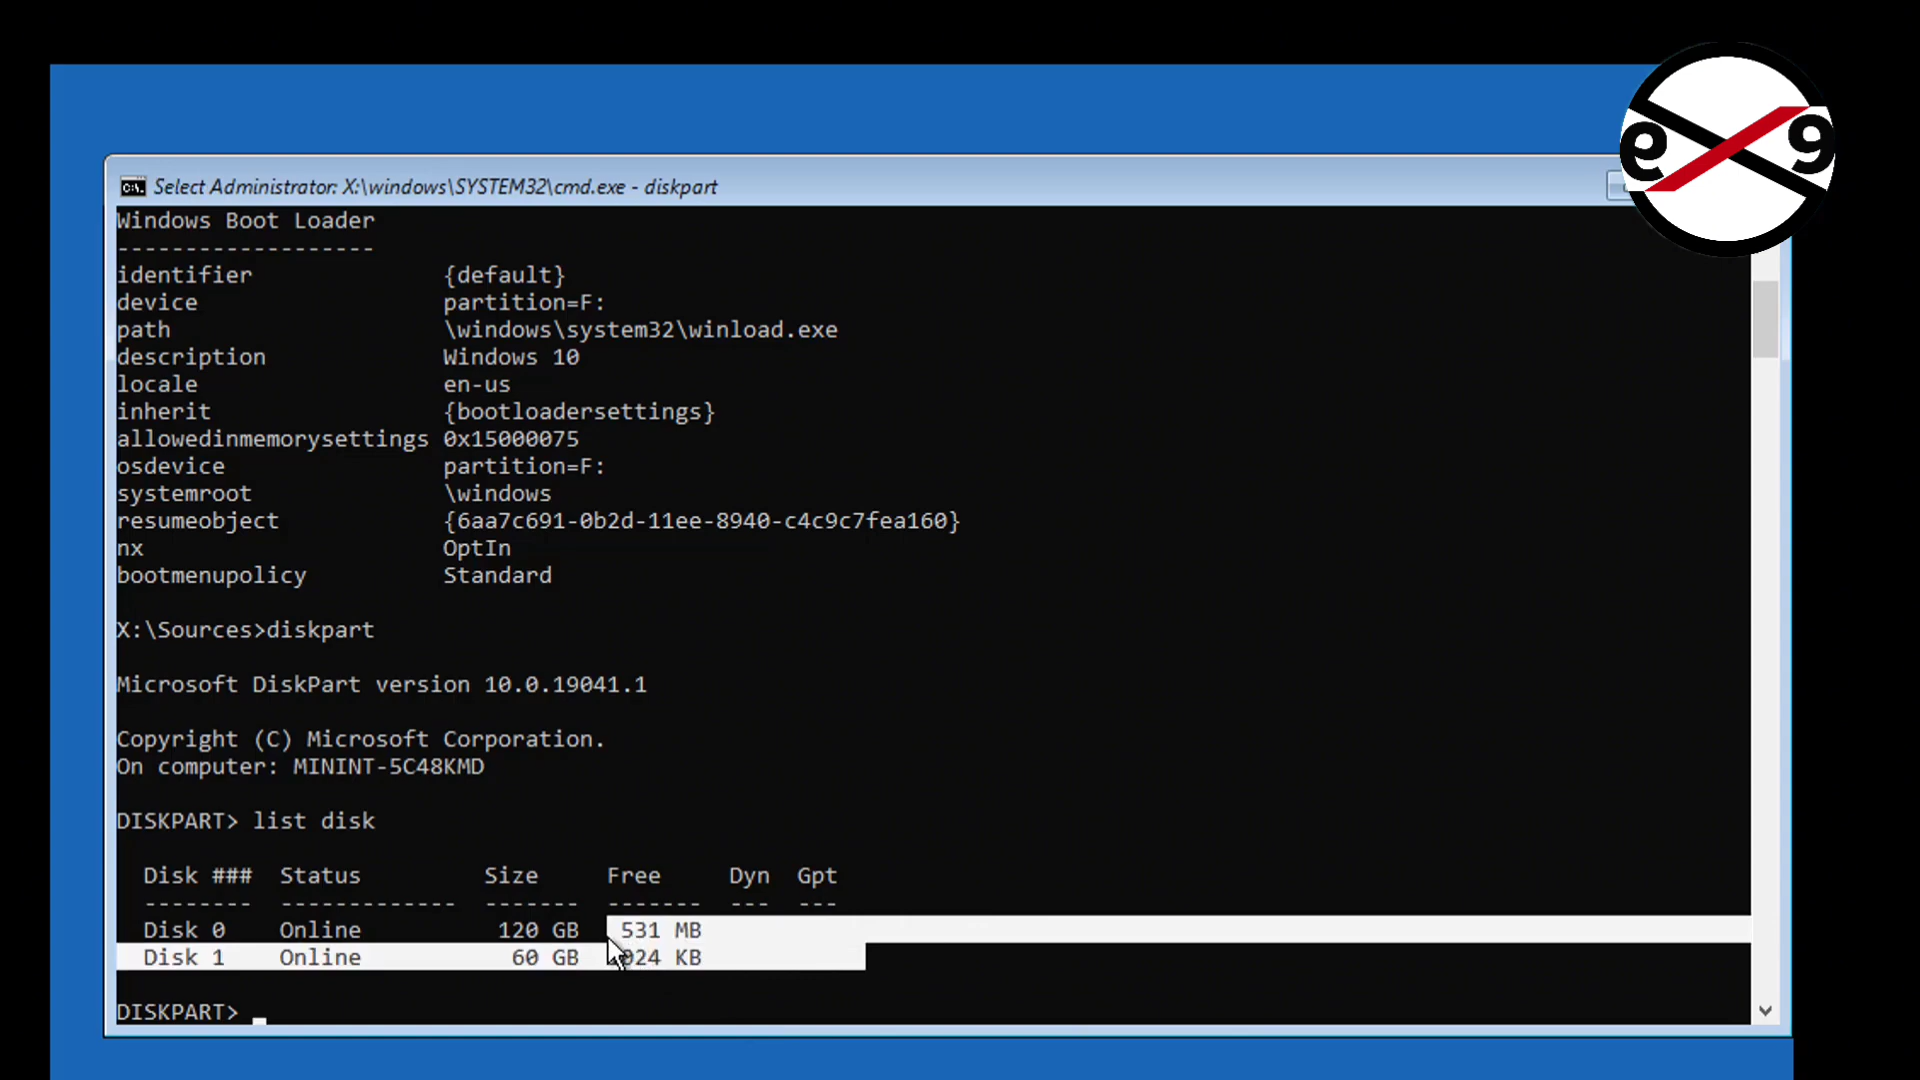 e 9
Select Administrator: X:\windows\SYSTEM32\cmd.exe - diskpart
Windows Boot Loader
-------------------
identifier              {default}
device                  partition=F:
path                    \windows\system32\winload.exe
description             Windows 10
locale                  en-us
inherit                 {bootloadersettings}
allowedinmemorysettings 0x15000075
osdevice                partition=F:
systemroot              \windows
resumeobject            {6aa7c691-0b2d-11ee-8940-c4c9c7fea160}
nx                      OptIn
bootmenupolicy          Standard
X:\Sources>diskpart
Microsoft DiskPart version 10.0.19041.1
Copyright (C) Microsoft Corporation.
On computer: MININT-5C48KMD
DISKPART> list disk
  Disk ###  Status         Size     Free     Dyn  Gpt
  --------  -------------  -------  -------  ---  ---
  Disk 0    Online          120 GB   531 MB
  Disk 1    Online           60 GB  KB
DISKPART>